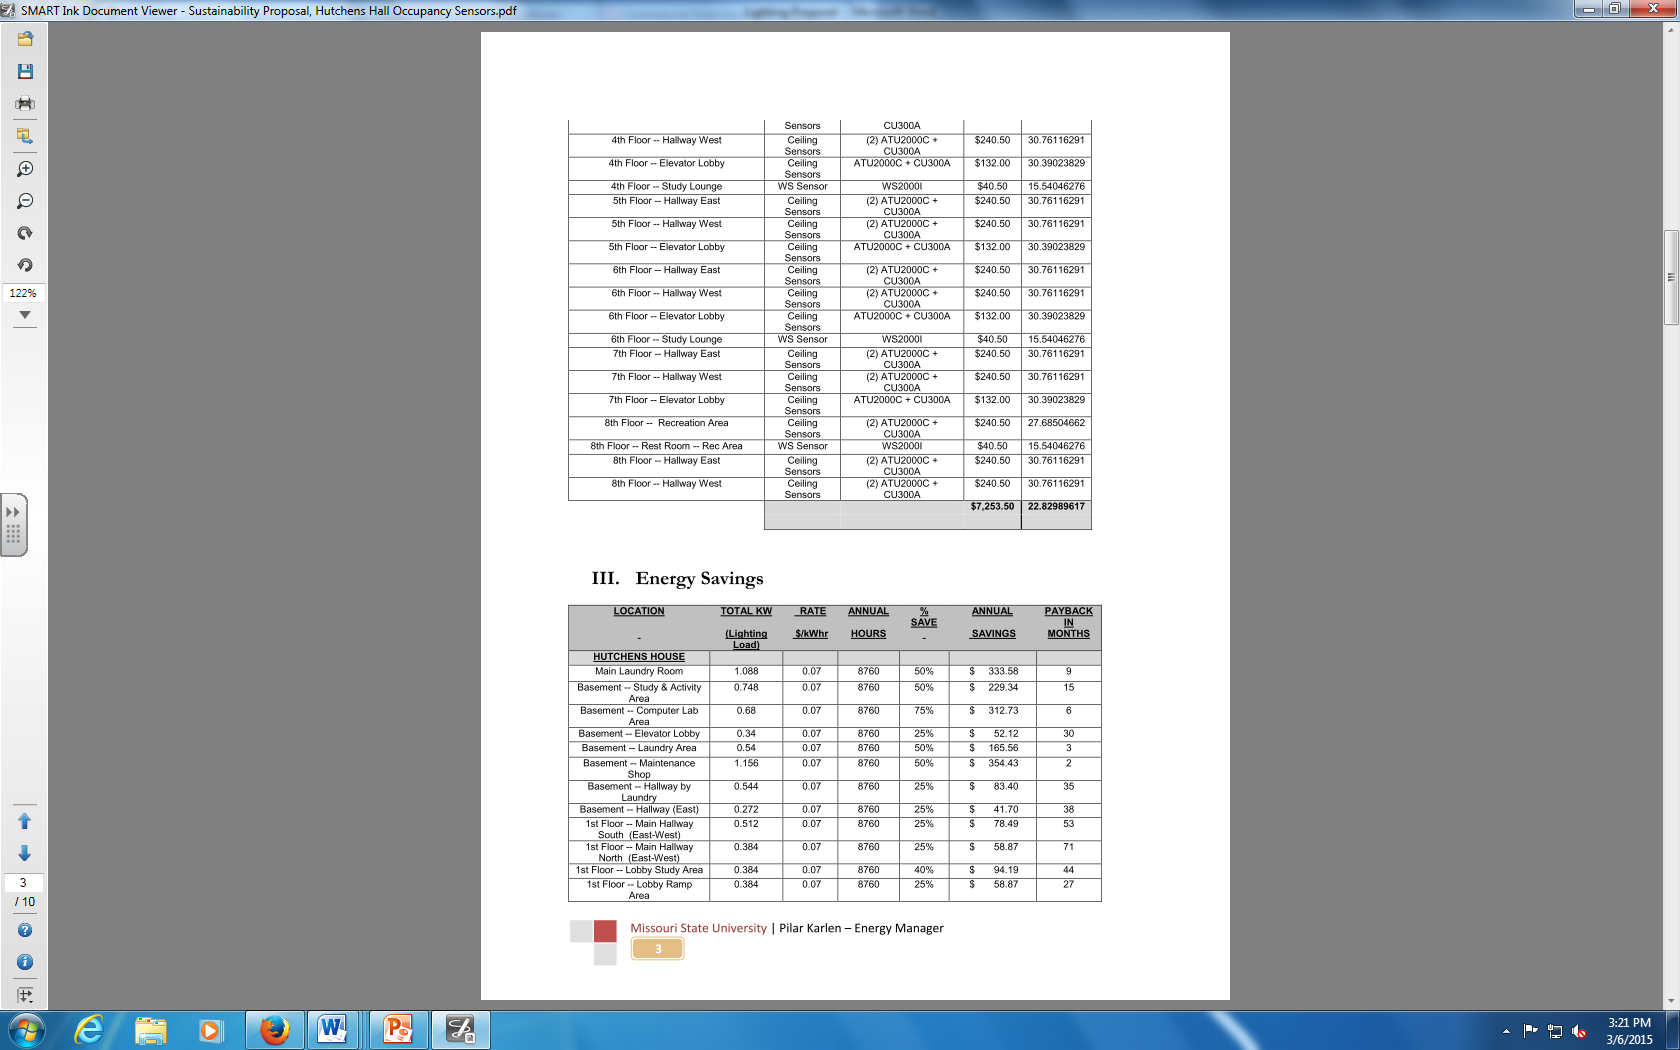 SMART Ink Document Viewer - Sustainability Proposal, Hutchens Hall Occupancy Sensors.pdf
Sensors CU300A
4th Floor -- Hallway West Ceiling Sensors (2) ATU2000C + CU300A $240.50 30.76116291
4th Floor -- Elevator Lobby Ceiling Sensors ATU2000C + CU300A $132.00 30.39023829
4th Floor -- Study Lounge WS Sensor WS2000I $40.50 15.54046276
5th Floor -- Hallway East Ceiling Sensors (2) ATU2000C + CU300A $240.50 30.76116291
5th Floor -- Hallway West Ceiling Sensors (2) ATU2000C + CU300A $240.50 30.76116291
5th Floor -- Elevator Lobby Ceiling Sensors ATU2000C + CU300A $132.00 30.39023829
6th Floor -- Hallway East Ceiling Sensors (2) ATU2000C + CU300A $240.50 30.76116291
6th Floor -- Hallway West Ceiling Sensors (2) ATU2000C + CU300A $240.50 30.76116291
6th Floor -- Elevator Lobby Ceiling Sensors ATU2000C + CU300A $132.00 30.39023829
6th Floor -- Study Lounge WS Sensor WS2000I $40.50 15.54046276
7th Floor -- Hallway East Ceiling Sensors (2) ATU2000C + CU300A $240.50 30.76116291
7th Floor -- Hallway West Ceiling Sensors (2) ATU2000C + CU300A $240.50 30.76116291
7th Floor -- Elevator Lobby Ceiling Sensors ATU2000C + CU300A $132.00 30.39023829
8th Floor -- Recreation Area Ceiling Sensors (2) ATU2000C + CU300A $240.50 27.68504662
8th Floor -- Rest Room -- Rec Area WS Sensor WS2000I $40.50 15.54046276
8th Floor -- Hallway East Ceiling Sensors (2) ATU2000C + CU300A $240.50 30.76116291
8th Floor -- Hallway West Ceiling Sensors (2) ATU2000C + CU300A $240.50 30.76116291
$7,253.50 22.82989617
III. Energy Savings
LOCATION - TOTAL KW (Lighting Load) RATE $/kWhr ANNUAL HOURS % SAVE - ANNUAL SAVINGS PAYBACK IN MONTHS
HUTCHENS HOUSE
Main Laundry Room 1.088 0.07 8760 50% $ 333.58 9
Basement -- Study & Activity Area 0.748 0.07 8760 50% $ 229.34 15
Basement -- Computer Lab Area 0.68 0.07 8760 75% $ 312.73 6
Basement -- Elevator Lobby 0.34 0.07 8760 25% $ 52.12 30
Basement -- Laundry Area 0.54 0.07 8760 50% $ 165.56 3
Basement -- Maintenance Shop 1.156 0.07 8760 50% $ 354.43 2
Basement -- Hallway by Laundry 0.544 0.07 8760 25% $ 83.40 35
Basement -- Hallway (East) 0.272 0.07 8760 25% $ 41.70 38
1st Floor -- Main Hallway South (East-West) 0.512 0.07 8760 25% $ 78.49 53
1st Floor -- Main Hallway North (East-West) 0.384 0.07 8760 25% $ 58.87 71
1st Floor -- Lobby Study Area 0.384 0.07 8760 40% $ 94.19 44
1st Floor -- Lobby Ramp Area 0.384 0.07 8760 25% $ 58.87 27
Missouri State University | Pilar Karlen – Energy Manager
3
122%
3
/ 10
3:21 PM
3/6/2015